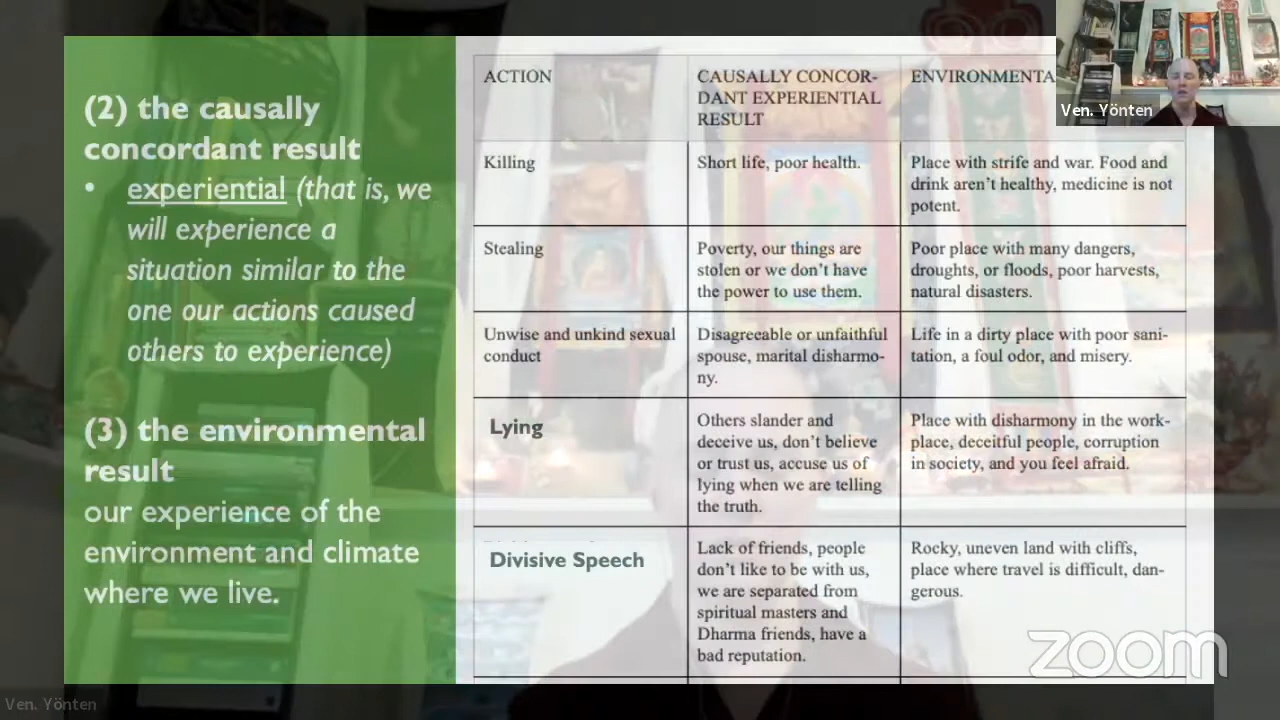 (2) the causally
concordant result
• experiential (that is, we
will experience a
situation similar to the
one our actions caused
others to experience)
(3) the environmental
result
our experience of the
environment and climate
where we live.
ACTION
CAUSALLY CONCOR-
DANT EXPERIENTIAL
RESULT
ENVIRONMENTA
Killing
Short life, poor health.
Place with strife and war. Food and
drink aren't healthy, medicine is not
potent.
Stealing
Poverty, our things are
stolen or we don't have
the power to use them.
Poor place with many dangers,
droughts, or floods, poor harvests,
natural disasters.
Unwise and unkind sexual
conduct
Disagreeable or unfaithful
spouse, marital disharmo-
ny.
Life in a dirty place with poor sani-
tation, a foul odor, and misery.
Lying
Others slander and
deceive us, don't believe
or trust us, accuse us of
lying when we are telling
the truth.
Place with disharmony in the work-
place, deceitful people, corruption
in society, and you feel afraid.
Divisive Speech
Lack of friends, people
don't like to be with us,
we are separated from
spiritual masters and
Dharma friends, have a
bad reputation.
Rocky, uneven land with cliffs,
place where travel is difficult, dan-
gerous.
Ven. Yönten
zoom
Ven. Yönten